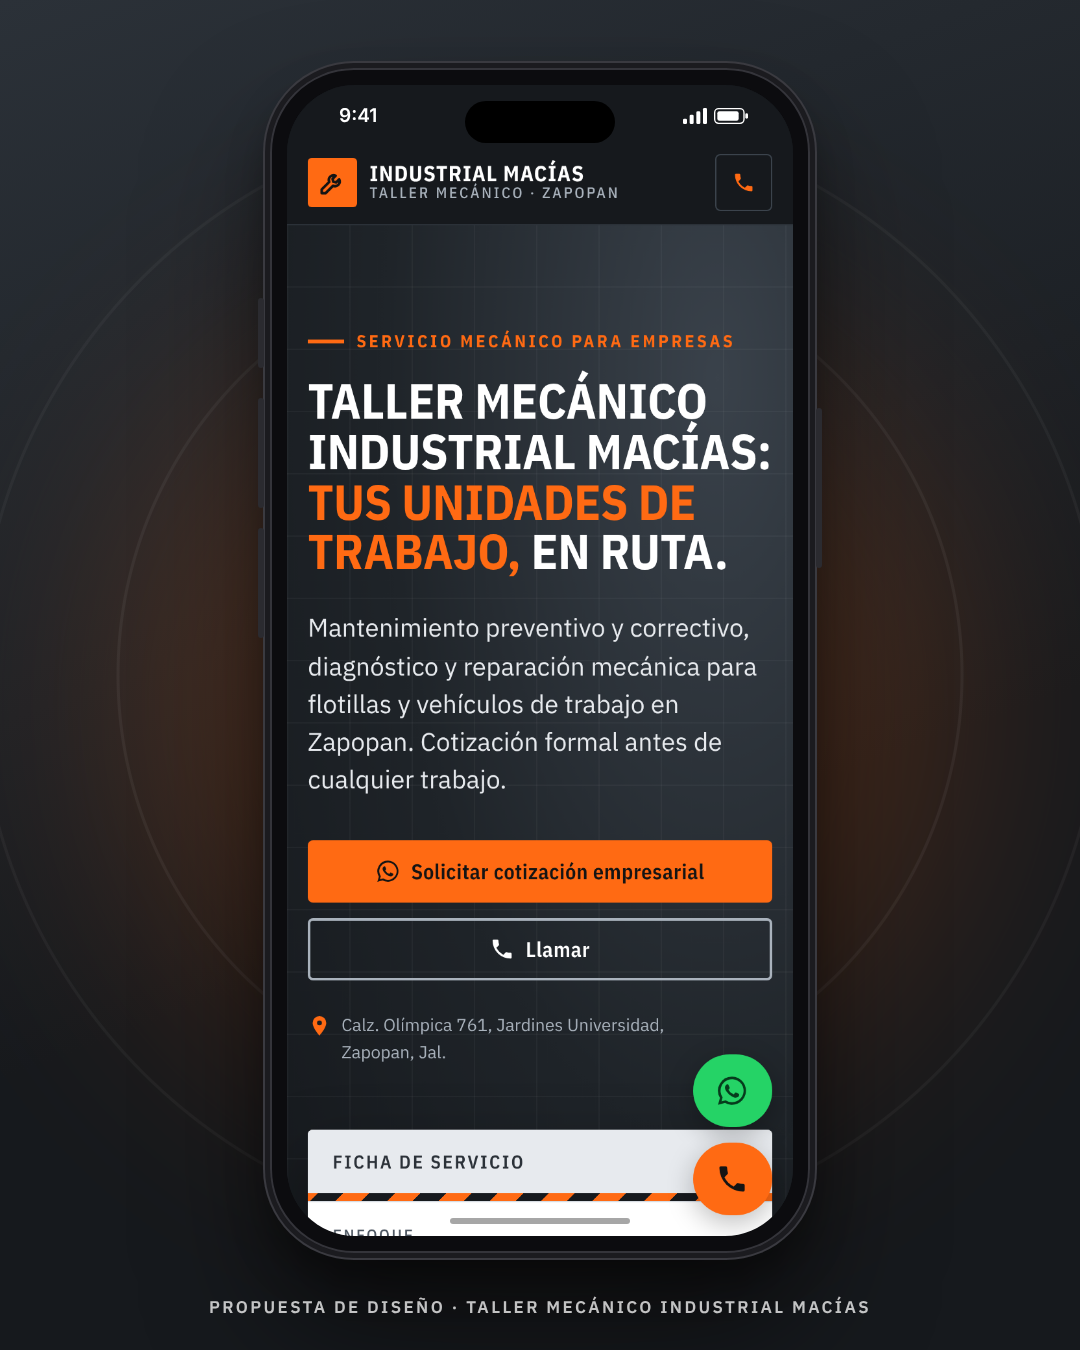 9:41
INDUSTRIAL MACÍAS
TALLER MECÁNICO · ZAPOPAN
SERVICIO MECÁNICO PARA EMPRESAS
TALLER MECÁNICO
INDUSTRIAL MACÍAS:
TUS UNIDADES DE
TRABAJO, EN RUTA.
Mantenimiento preventivo y correctivo,
diagnóstico y reparación mecánica para
flotillas y vehículos de trabajo en
Zapopan. Cotización formal antes de
cualquier trabajo.
Solicitar cotización empresarial
Llamar
Calz. Olímpica 761, Jardines Universidad,
Zapopan, Jal.
FICHA DE SERVICIO
ENFOQUE
PROPUESTA DE DISEÑO · TALLER MECÁNICO INDUSTRIAL MACÍAS